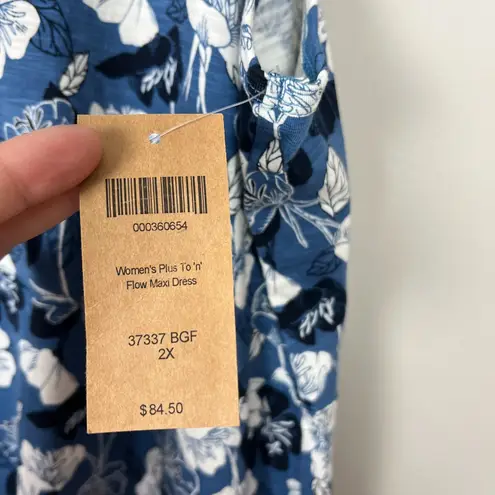 000360654
Women's Plus To 'n'
Flow Maxi Dress
37337 BGF
2X
$84.50